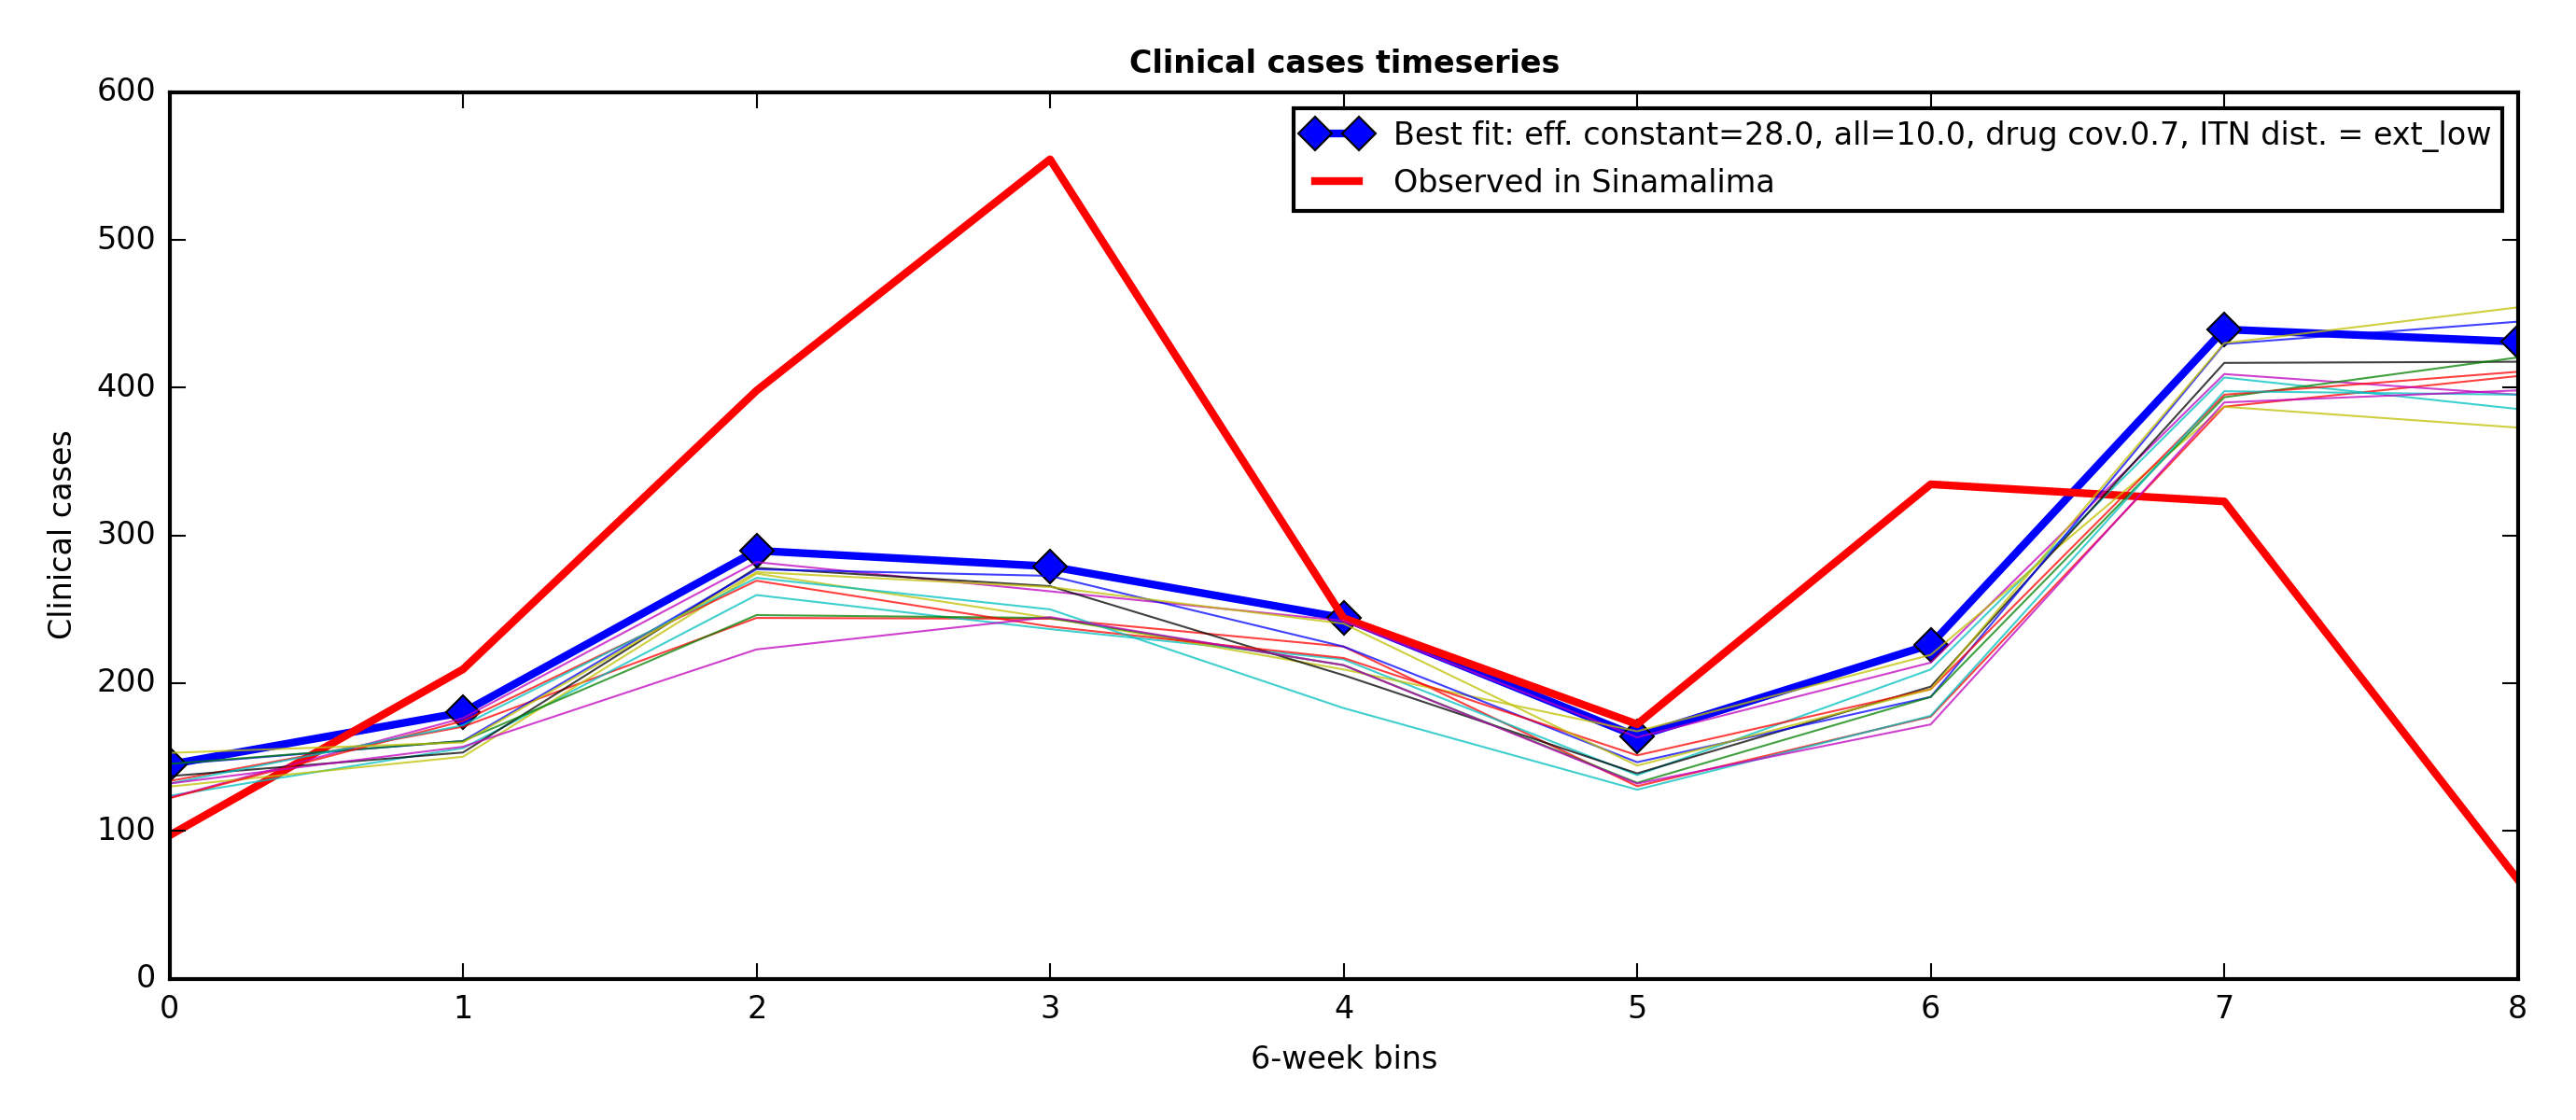 Clinical cases timeseries
600
500
400
300
200
100
0
Clinical cases
Best fit: eff. constant=28.0, all=10.0, drug cov.0.7, ITN dist. = ext_low
Observed in Sinamalima
0 1 2 3 4 5 6 7 8
6-week bins